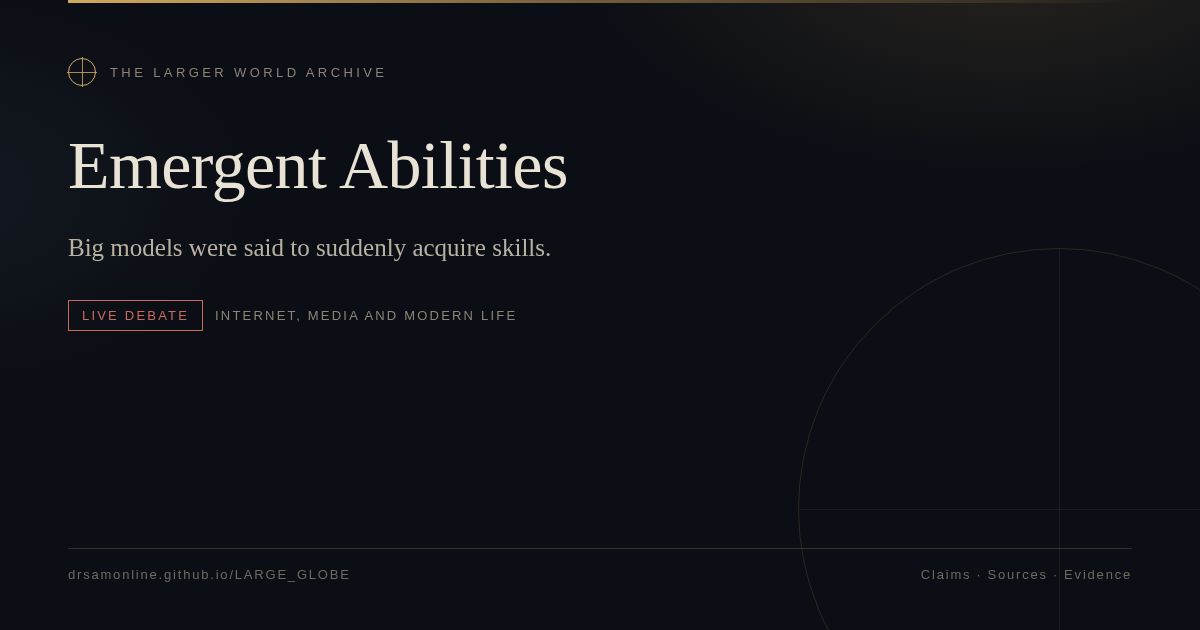 THE LARGER WORLD ARCHIVE
Emergent Abilities
Big models were said to suddenly acquire skills.
LIVE DEBATE
INTERNET, MEDIA AND MODERN LIFE
drsamonline.github.io/LARGE_GLOBE
Claims · Sources · Evidence